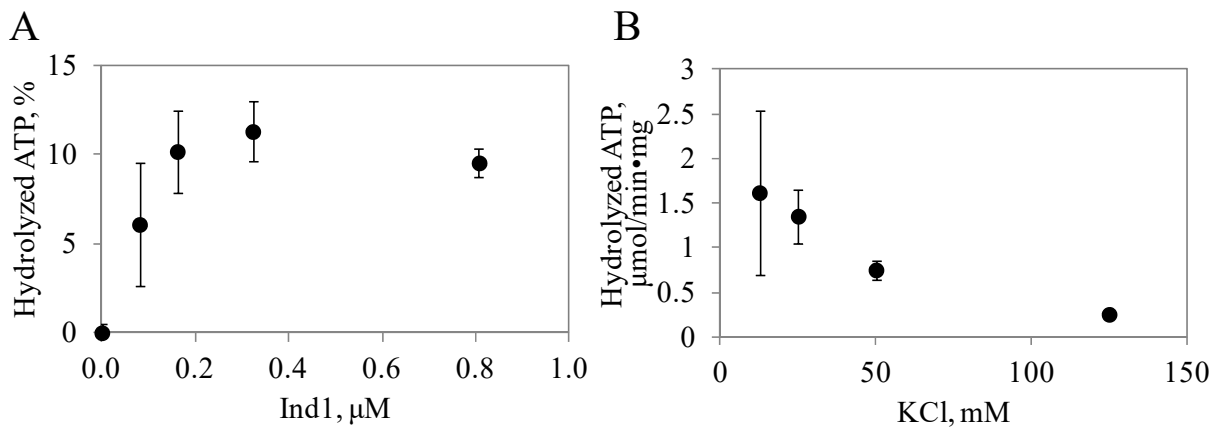 A
Hydrolyzed ATP, %
15
10
5
0
0.0 0.2 0.4 0.6 0.8 1.0
Ind1, μM
B
Hydrolyzed ATP,
μmol/min•mg
3
2.5
2
1.5
1
0.5
0
0 50 100 150
KCl, mM